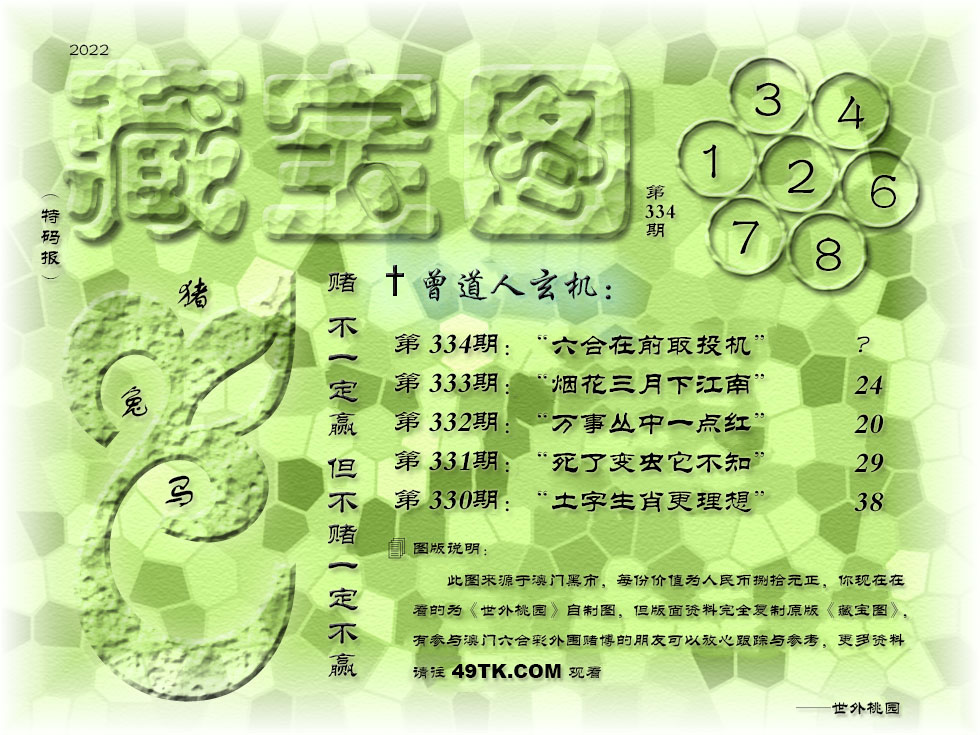 2022
藏宝图
（特码报）
第
334
期
3
4
1
2
6
7
8
猪
兔
马
赌不一定赢但不赌一定不赢
曾道人玄机：
第334期：“六合在前取投机” ?
第333期：“烟花三月下江南” 24
第332期：“万事丛中一点红” 20
第331期：“死了变虫它不知” 29
第330期：“土字生肖更理想” 38
图版说明：
此图来源于澳门黑市，每份价值为人民币捌拾元正，你现在在
看的为《世外桃园》自制图，但版面资料完全复制原版《藏宝图》，
有参与澳门六合彩外围赌博的朋友可以放心跟踪与参考，更多资料
请注 49TK.COM 观看
——世外桃园